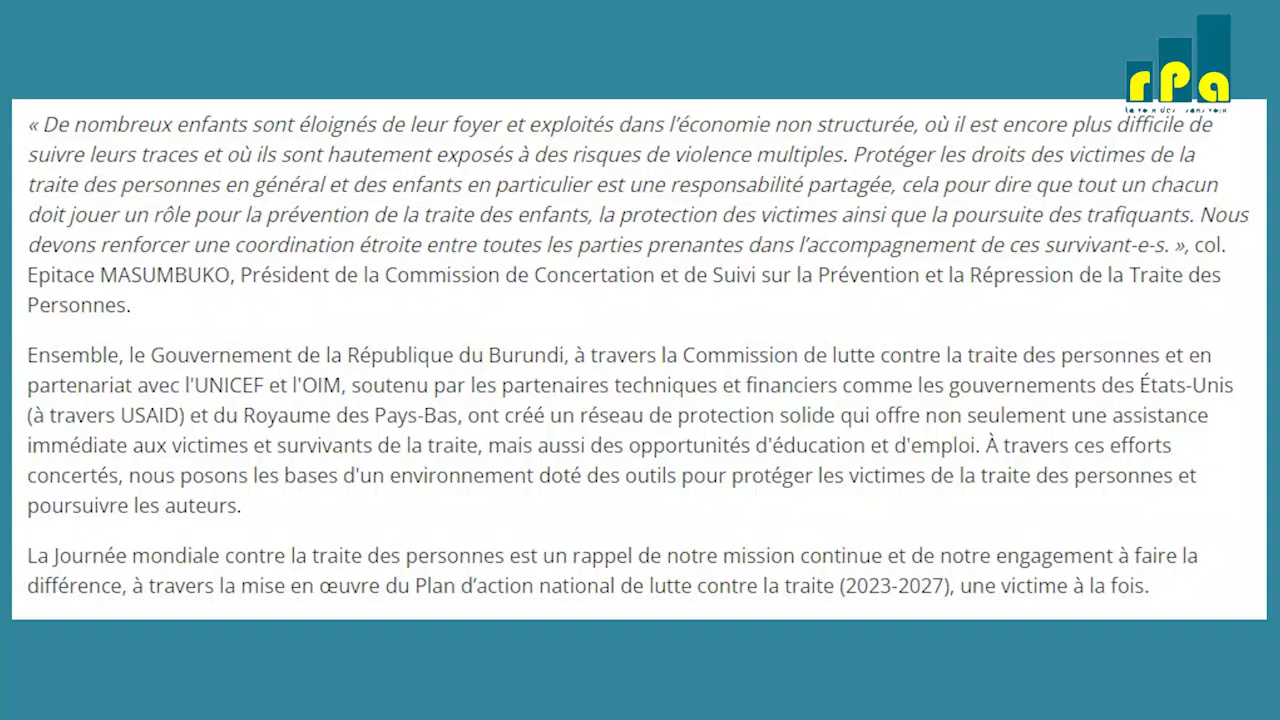 rPa
la voix des sans voix
« De nombreux enfants sont éloignés de leur foyer et exploités dans l’économie non structurée, où il est encore plus difficile de
suivre leurs traces et où ils sont hautement exposés à des risques de violence multiples. Protéger les droits des victimes de la
traite des personnes en général et des enfants en particulier est une responsabilité partagée, cela pour dire que tout un chacun
doit jouer un rôle pour la prévention de la traite des enfants, la protection des victimes ainsi que la poursuite des trafiquants. Nous
devons renforcer une coordination étroite entre toutes les parties prenantes dans l’accompagnement de ces survivant-e-s. », col.
Epitace MASUMBUKO, Président de la Commission de Concertation et de Suivi sur la Prévention et la Répression de la Traite des
Personnes.
Ensemble, le Gouvernement de la République du Burundi, à travers la Commission de lutte contre la traite des personnes et en
partenariat avec l'UNICEF et l'OIM, soutenu par les partenaires techniques et financiers comme les gouvernements des États-Unis
(à travers USAID) et du Royaume des Pays-Bas, ont créé un réseau de protection solide qui offre non seulement une assistance
immédiate aux victimes et survivants de la traite, mais aussi des opportunités d'éducation et d'emploi. À travers ces efforts
concertés, nous posons les bases d'un environnement doté des outils pour protéger les victimes de la traite des personnes et
poursuivre les auteurs.
La Journée mondiale contre la traite des personnes est un rappel de notre mission continue et de notre engagement à faire la
différence, à travers la mise en œuvre du Plan d’action national de lutte contre la traite (2023-2027), une victime à la fois.